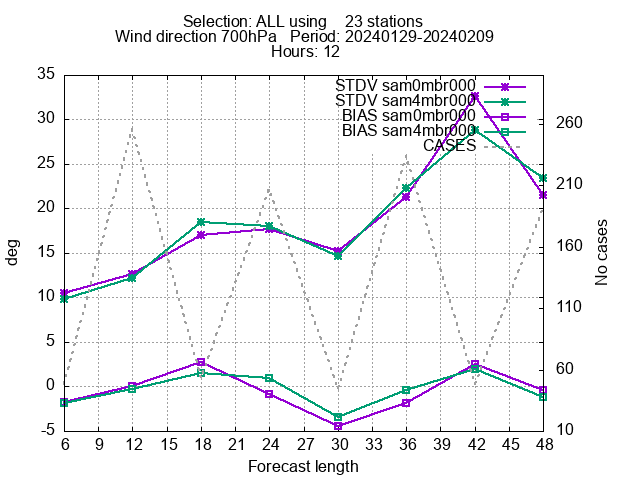 Selection: ALL using    23 stations
Wind direction 700hPa   Period: 20240129-20240209
Hours: 12
STDV sam0mbr000
STDV sam4mbr000
BIAS sam0mbr000
BIAS sam4mbr000
CASES
35
30
25
20
15
10
5
0
-5
deg
260
210
160
110
60
10
No cases
6 9 12 15 18 21 24 27 30 33 36 39 42 45 48
Forecast length